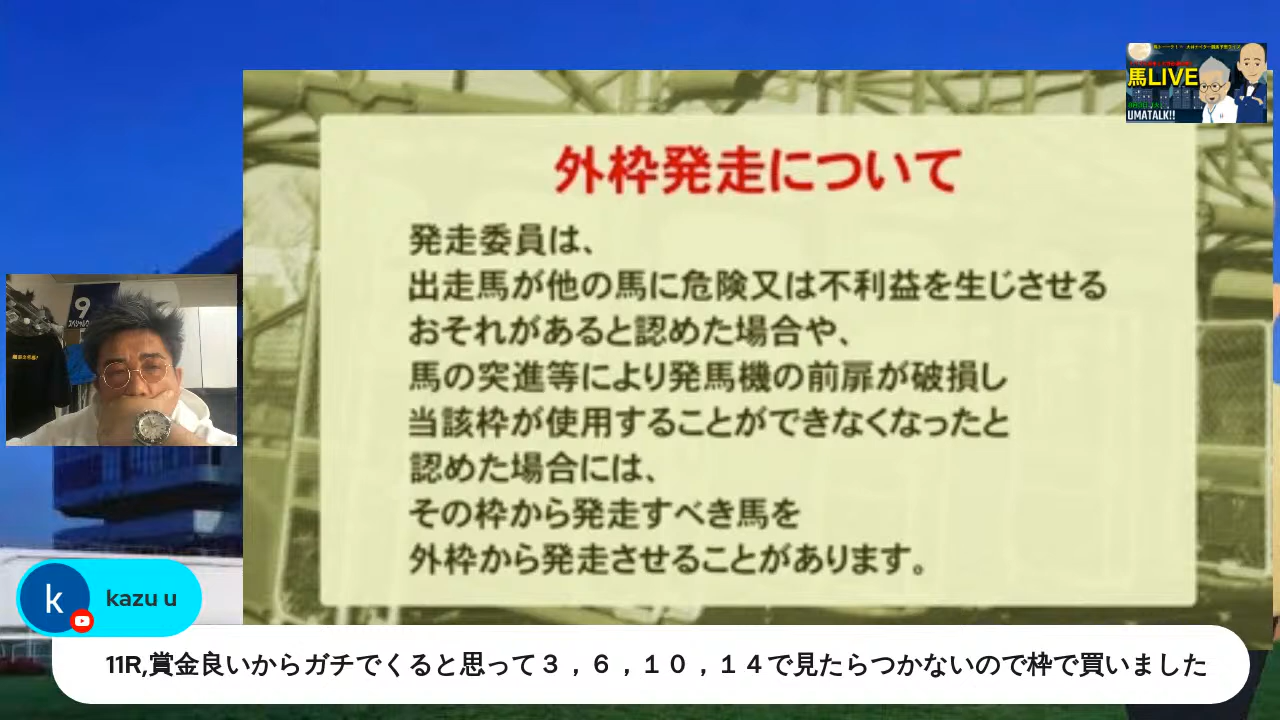 馬LIVE
UMATALK!!
外枠発走について
発走委員は、
出走馬が他の馬に危険又は不利益を生じさせる
おそれがあると認めた場合や、
馬の突進等により発馬機の前扉が破損し
当該枠が使用することができなくなったと
認めた場合には、
その枠から発走すべき馬を
外枠から発走させることがあります。
9
k
kazu u
11R,賞金良いからガチでくると思って３，６，１０，１４で見たらつかないので枠で買いました